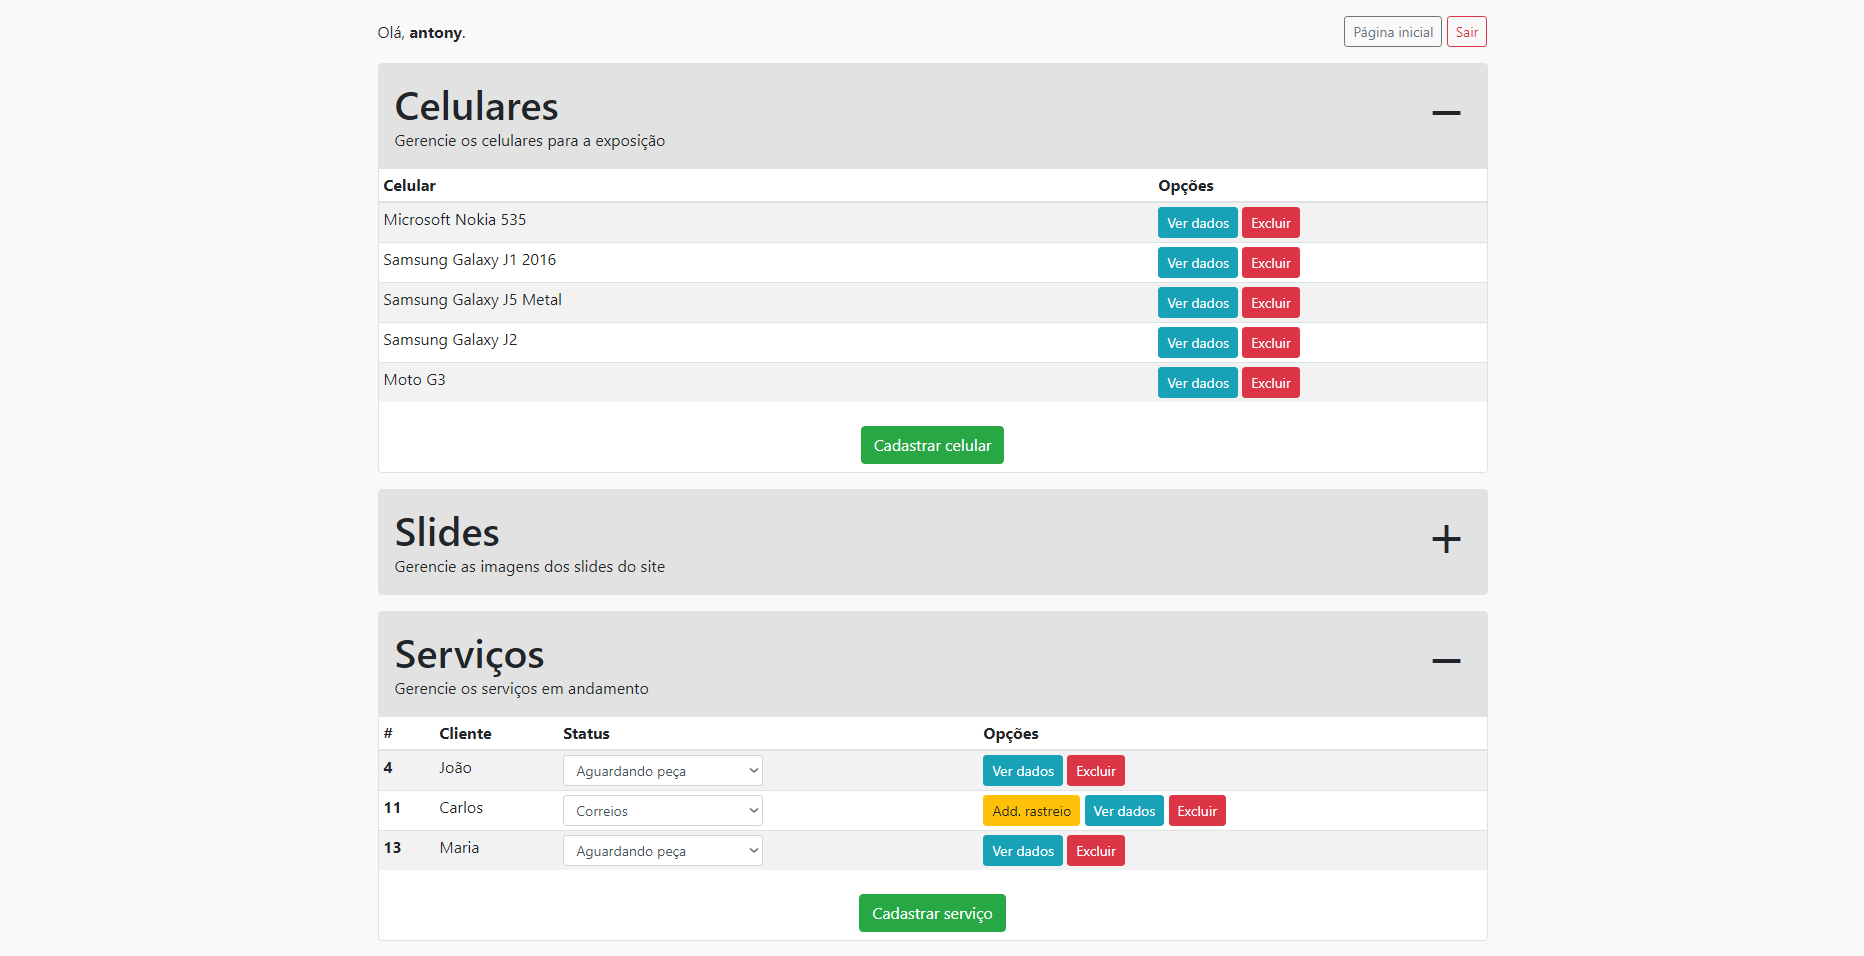 Olá, antony. Página inicial Sair
Celulares
Gerencie os celulares para a exposição
Celular Opções
Microsoft Nokia 535 Ver dados Excluir
Samsung Galaxy J1 2016 Ver dados Excluir
Samsung Galaxy J5 Metal Ver dados Excluir
Samsung Galaxy J2 Ver dados Excluir
Moto G3 Ver dados Excluir
Cadastrar celular
Slides
Gerencie as imagens dos slides do site
Serviços
Gerencie os serviços em andamento
# Cliente Status Opções
4 João Aguardando peça Ver dados Excluir
11 Carlos Correios Add. rastreio Ver dados Excluir
13 Maria Aguardando peça Ver dados Excluir
Cadastrar serviço